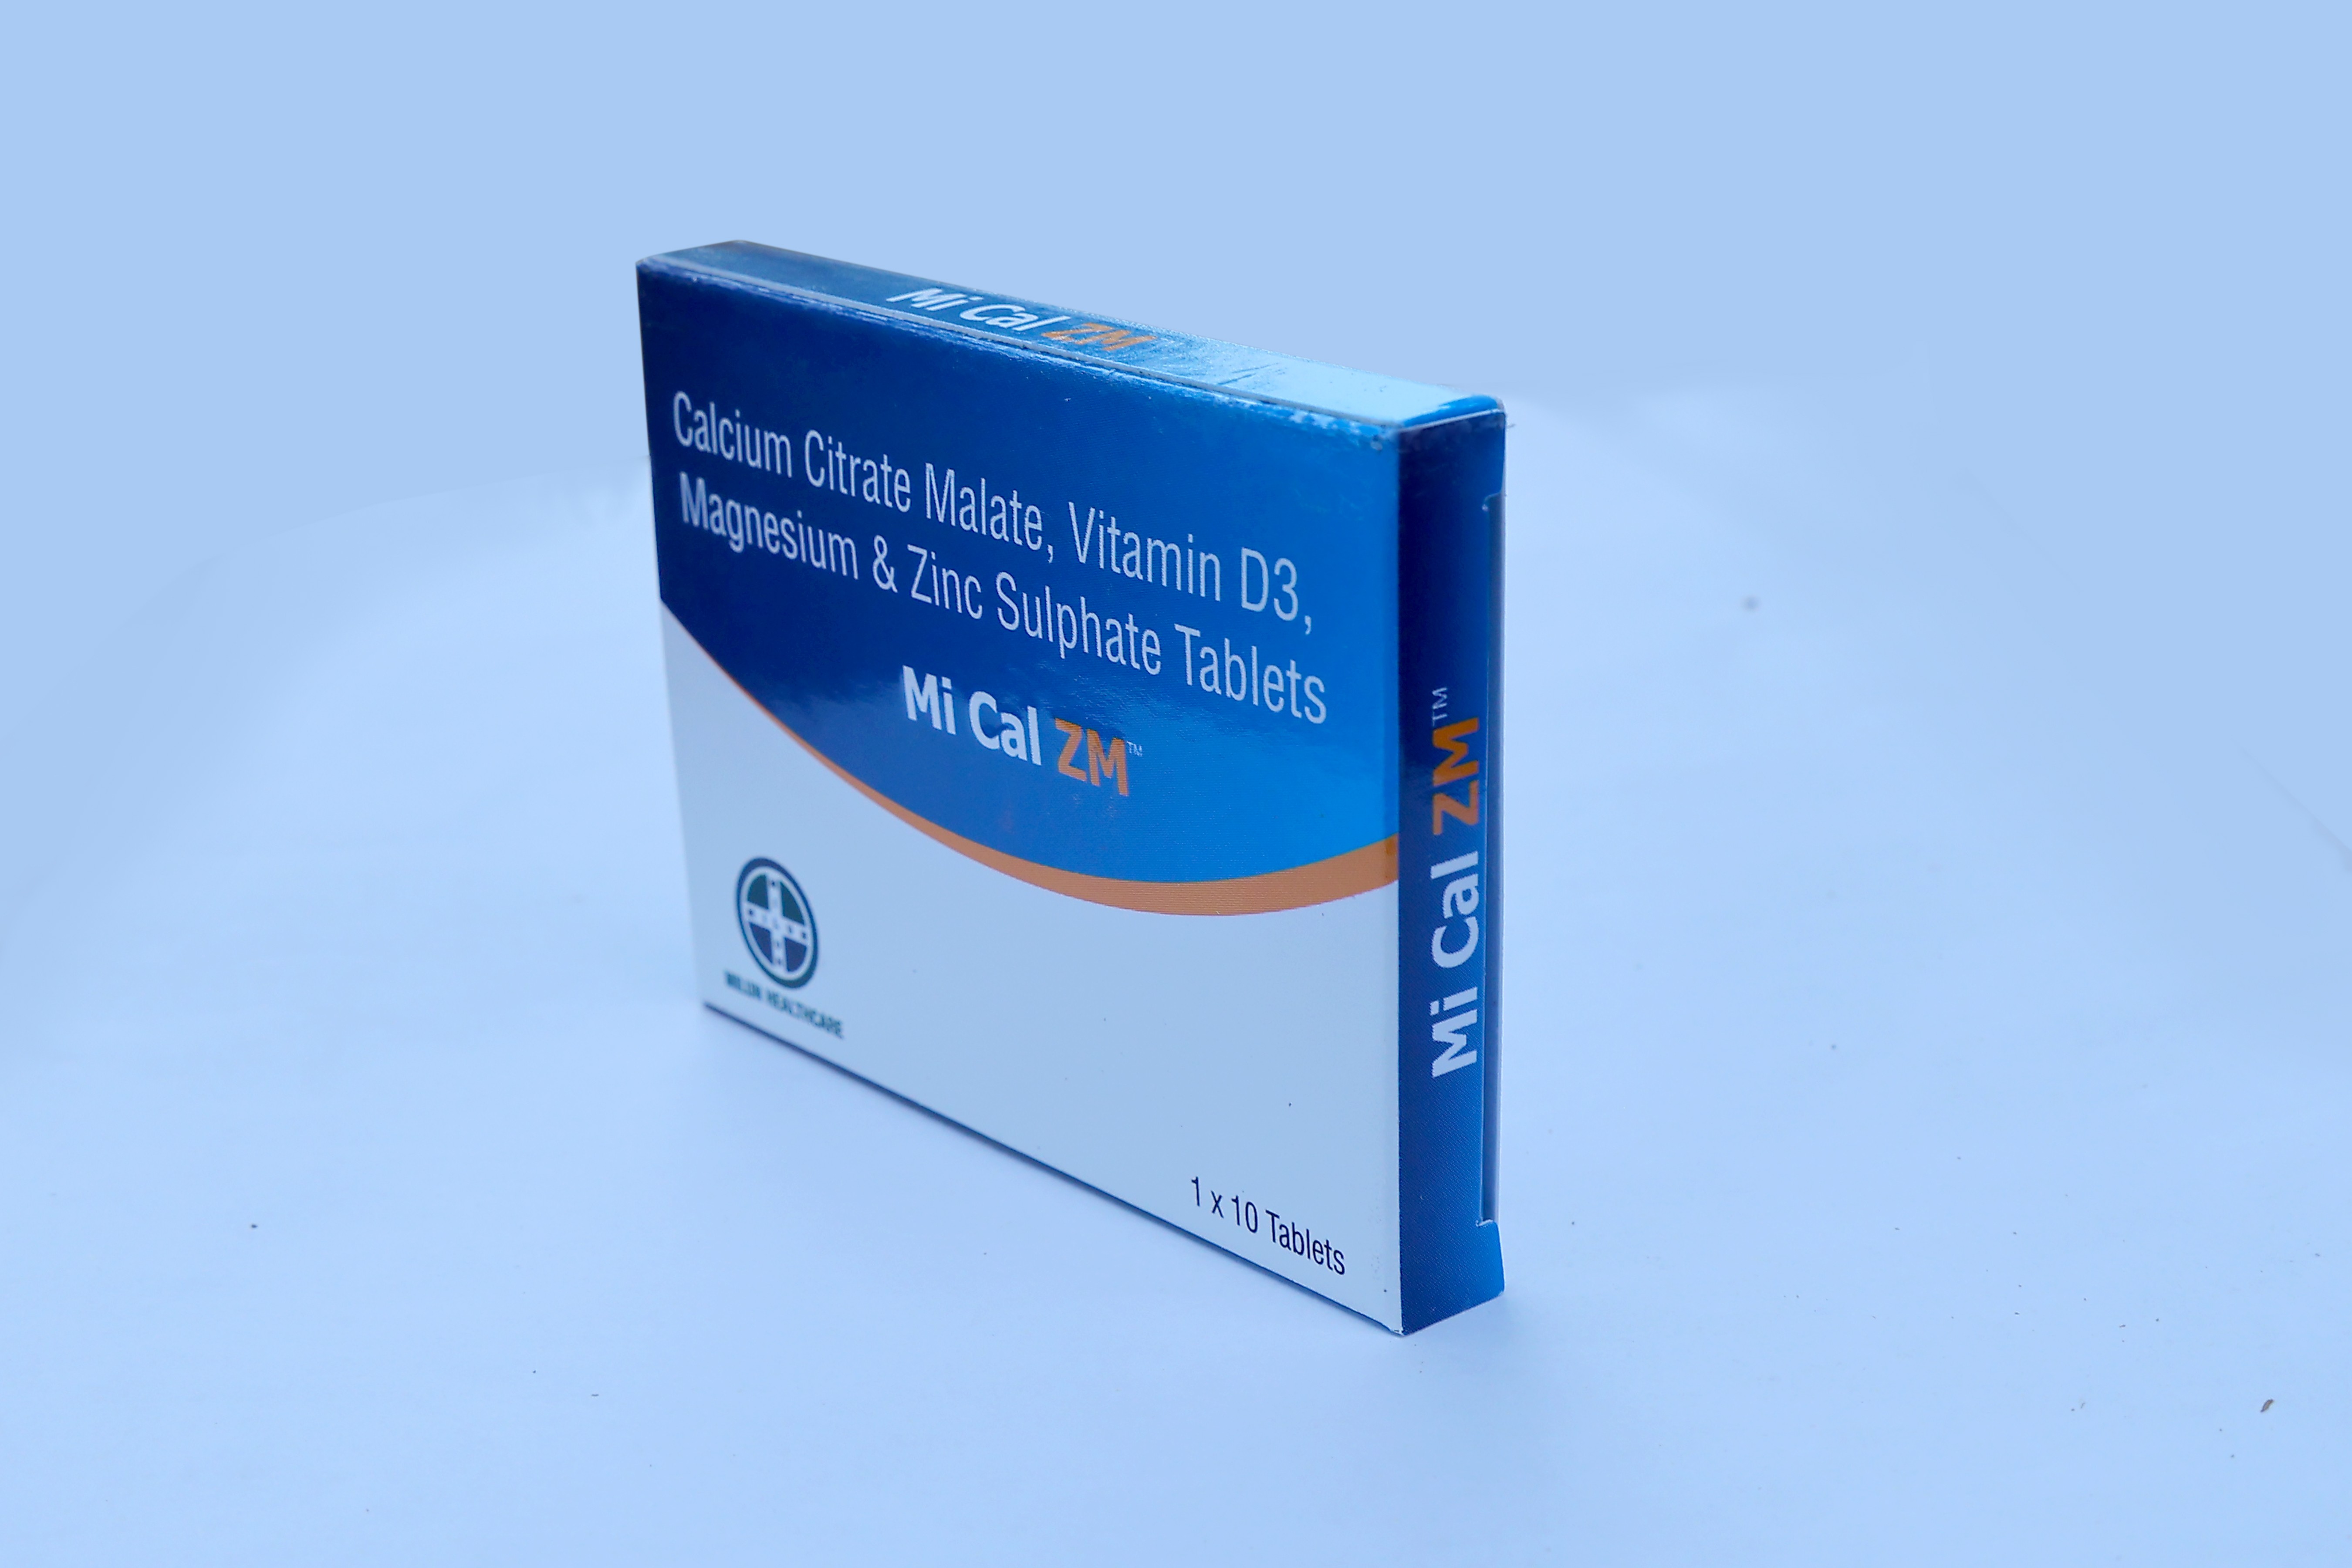 Mi Cal ZM
Calcium Citrate Malate, Vitamin D3,
Magnesium & Zinc Sulphate Tablets
Mi Cal ZM™
HEALTHCARE
1 x 10 Tablets
Mi Cal ZM™